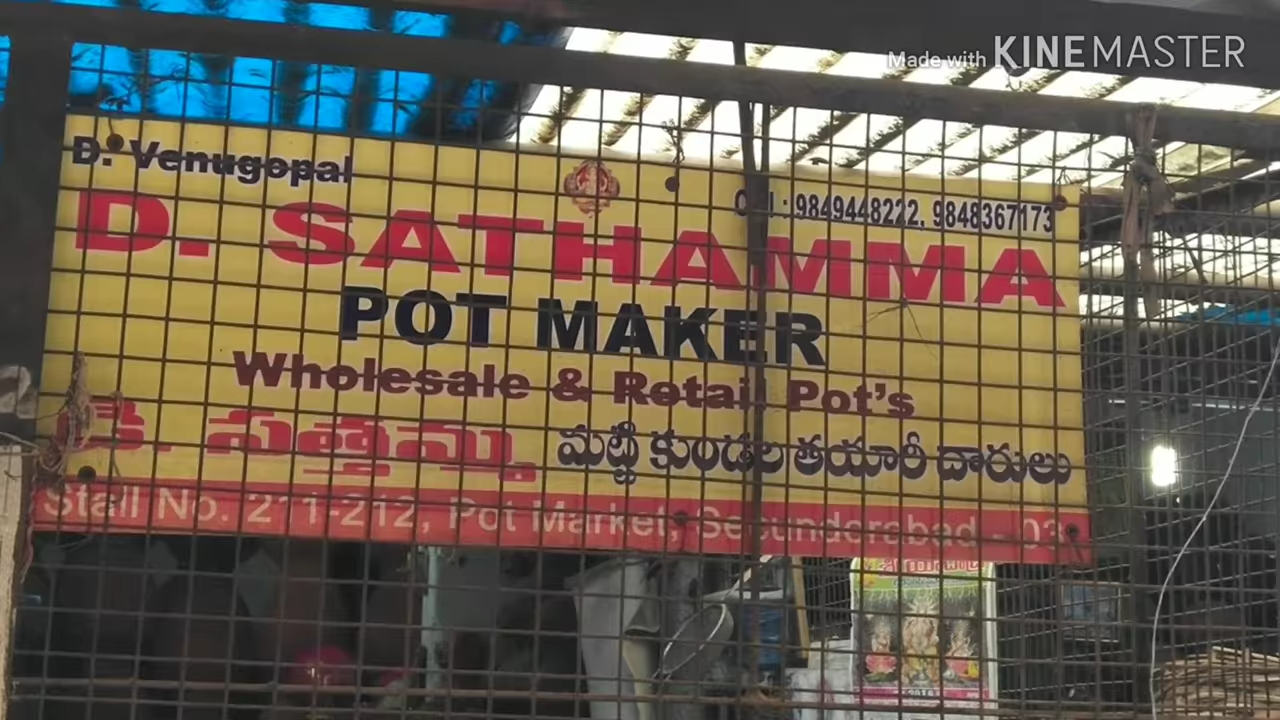 Made with KINEMASTER
D. Venugopal
Cell : 9849448222, 9848367173
D. SATHAMMA
POT MAKER
Wholesale & Retail Pot's
డి. సత్తామ్మ మట్టి కుండల తయారీ దారులు
Stall No. 211-212, Pot Market, Secunderabad - 03.